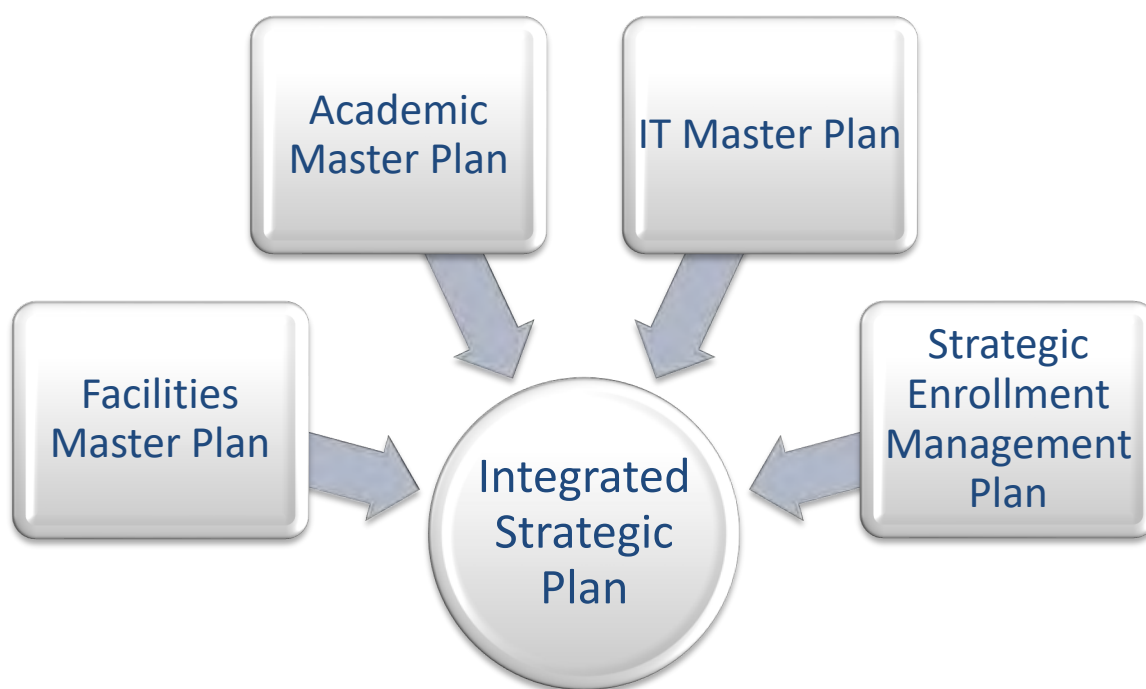 Academic
Master Plan
IT Master Plan
Facilities
Master Plan
Strategic
Enrollment
Management
Plan
Integrated
Strategic
Plan